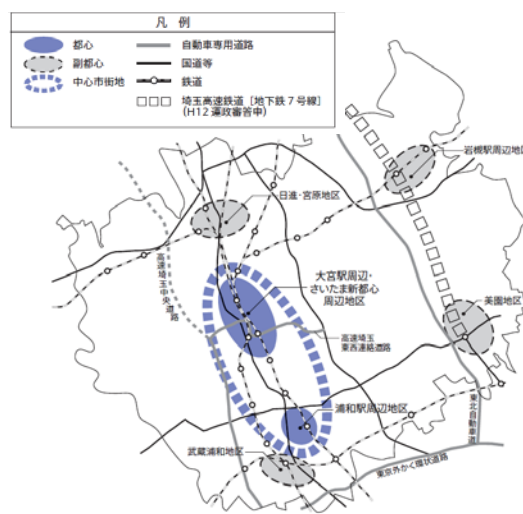 凡例
都心
副都心
中心市街地
自動車専用道路
国道等
鉄道
埼玉高速鉄道〔地下鉄7号線〕
(H12運政審答申)
岩槻駅周辺地区
日進・宮原地区
大宮駅周辺・
さいたま新都心
周辺地区
美園地区
高速埼玉中央道路
高速埼玉
東西連絡道路
浦和駅周辺地区
武蔵浦和地区
東北自動車道
東京外かく環状道路